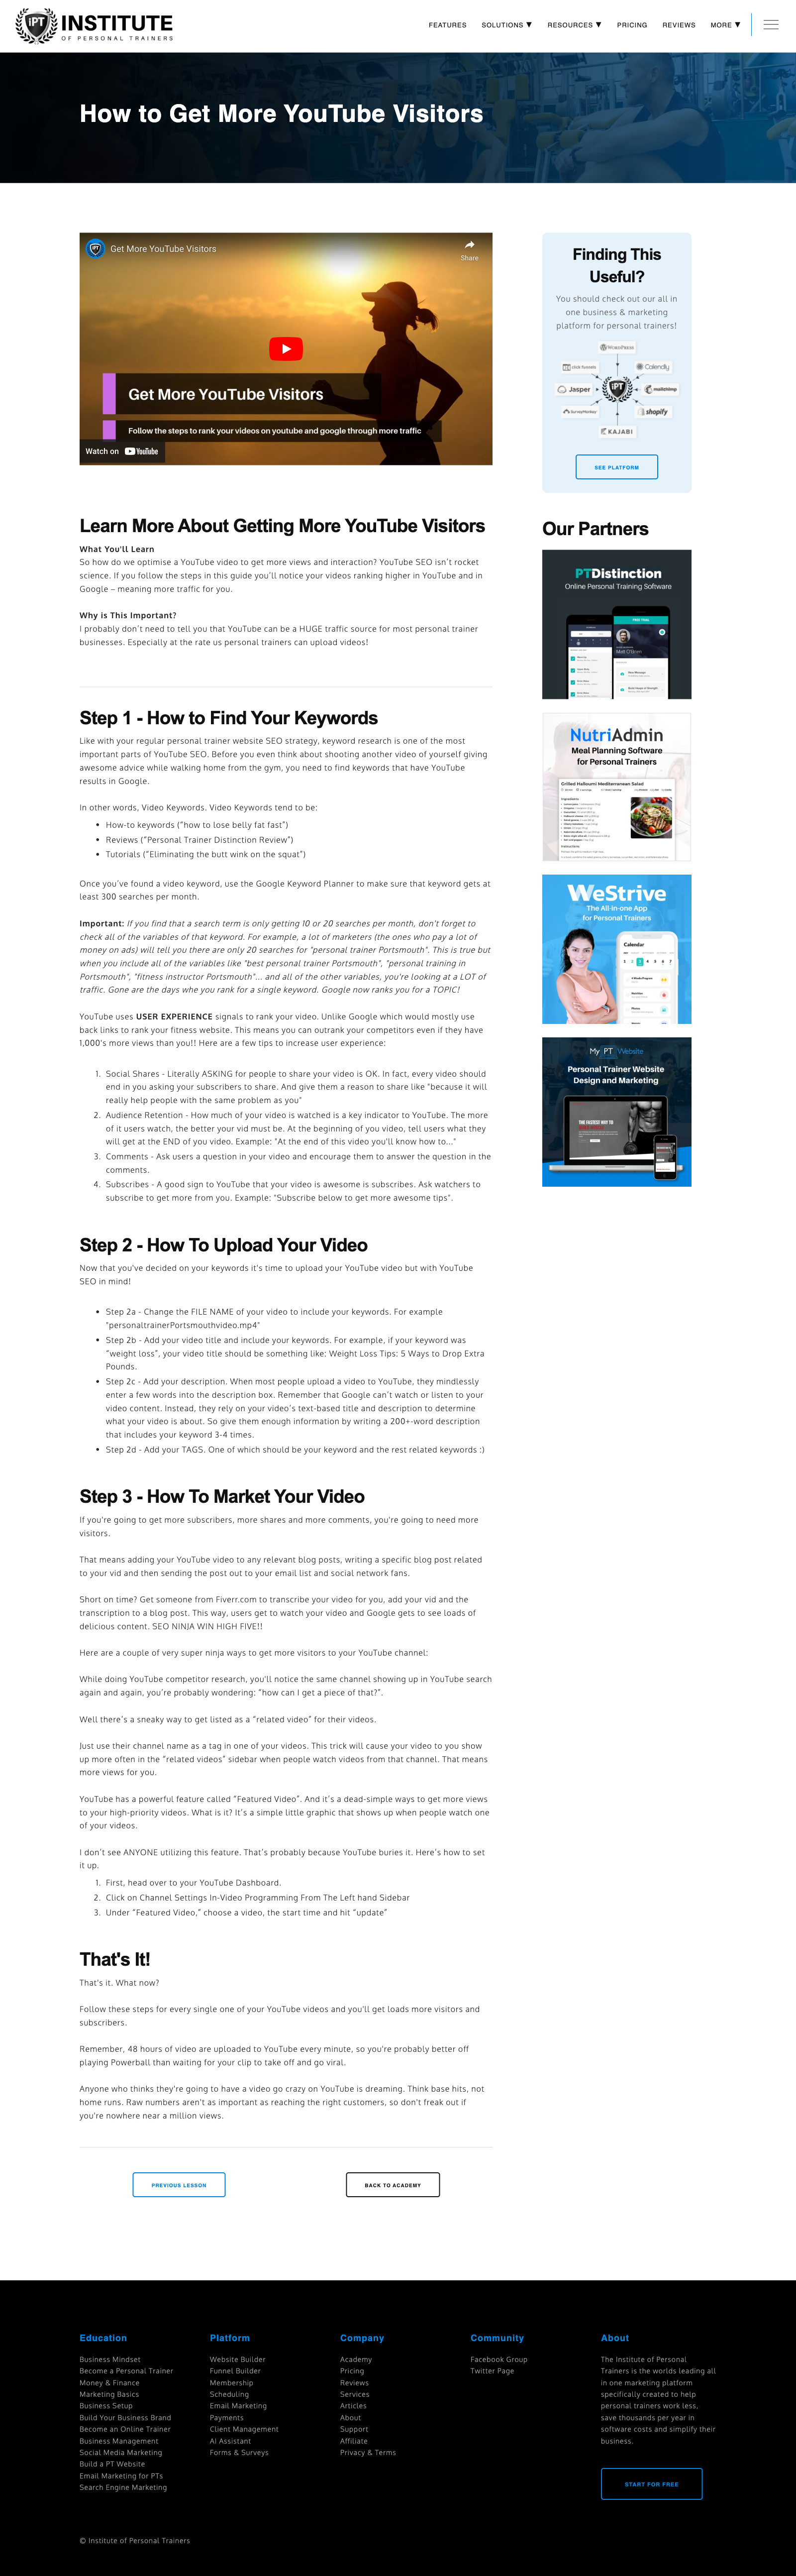 iPT INSTITUTE
OF PERSONAL TRAINERS
FEATURES SOLUTIONS ▼ RESOURCES ▼ PRICING REVIEWS MORE ▼
How to Get More YouTube Visitors
iPT Get More YouTube Visitors
Share
Get More YouTube Visitors
Follow the steps to rank your videos on youtube and google through more traffic
Watch on YouTube
Learn More About Getting More YouTube Visitors
What You'll Learn
So how do we optimise a YouTube video to get more views and interaction? YouTube SEO isn't rocket
science. If you follow the steps in this guide you'll notice your videos ranking higher in YouTube and in
Google – meaning more traffic for you.
Why is This Important?
I probably don't need to tell you that YouTube can be a HUGE traffic source for most personal trainer
businesses. Especially at the rate us personal trainers can upload videos!
Step 1 - How to Find Your Keywords
Like with your regular personal trainer website SEO strategy, keyword research is one of the most
important parts of YouTube SEO. Before you even think about shooting another video of yourself giving
awesome advice while walking home from the gym, you need to find keywords that have YouTube
results in Google.
In other words, Video Keywords. Video Keywords tend to be:
• How-to keywords ("how to lose belly fat fast")
• Reviews ("Personal Trainer Distinction Review")
• Tutorials ("Eliminating the butt wink on the squat")
Once you've found a video keyword, use the Google Keyword Planner to make sure that keyword gets at
least 300 searches per month.
Important: If you find that a search term is only getting 10 or 20 searches per month, don't forget to
check all of the variables of that keyword. For example, a lot of marketers (the ones who pay a lot of
money on ads) will tell you there are only 20 searches for "personal trainer Portsmouth". This is true but
when you include all of the variables like "best personal trainer Portsmouth", "personal training in
Portsmouth", "fitness instructor Portsmouth"... and all of the other variables, you're looking at a LOT of
traffic. Gone are the days whe you rank for a single keyword. Google now ranks you for a TOPIC!
YouTube uses USER EXPERIENCE signals to rank your video. Unlike Google which would mostly use
back links to rank your fitness website. This means you can outrank your competitors even if they have
1,000's more views than you!! Here are a few tips to increase user experience:
1. Social Shares - Literally ASKING for people to share your video is OK. In fact, every video should
end in you asking your subscribers to share. And give them a reason to share like "because it will
really help people with the same problem as you"
2. Audience Retention - How much of your video is watched is a key indicator to YouTube. The more
of it users watch, the better your vid must be. At the beginning of you video, tell users what they
will get at the END of you video. Example: "At the end of this video you'll know how to..."
3. Comments - Ask users a question in your video and encourage them to answer the question in the
comments.
4. Subscribes - A good sign to YouTube that your video is awesome is subscribes. Ask watchers to
subscribe to get more from you. Example: "Subscribe below to get more awesome tips".
Step 2 - How To Upload Your Video
Now that you've decided on your keywords it's time to upload your YouTube video but with YouTube
SEO in mind!
• Step 2a - Change the FILE NAME of your video to include your keywords. For example
"personaltrainerPortsmouthvideo.mp4"
• Step 2b - Add your video title and include your keywords. For example, if your keyword was
"weight loss", your video title should be something like: Weight Loss Tips: 5 Ways to Drop Extra
Pounds.
• Step 2c - Add your description. When most people upload a video to YouTube, they mindlessly
enter a few words into the description box. Remember that Google can't watch or listen to your
video content. Instead, they rely on your video's text-based title and description to determine
what your video is about. So give them enough information by writing a 200+-word description
that includes your keyword 3-4 times.
• Step 2d - Add your TAGS. One of which should be your keyword and the rest related keywords :)
Step 3 - How To Market Your Video
If you're going to get more subscribers, more shares and more comments, you're going to need more
visitors.
That means adding your YouTube video to any relevant blog posts, writing a specific blog post related
to your vid and then sending the post out to your email list and social network fans.
Short on time? Get someone from Fiverr.com to transcribe your video for you, add your vid and the
transcription to a blog post. This way, users get to watch your video and Google gets to see loads of
delicious content. SEO NINJA WIN HIGH FIVE!!
Here are a couple of very super ninja ways to get more visitors to your YouTube channel:
While doing YouTube competitor research, you'll notice the same channel showing up in YouTube search
again and again, you're probably wondering: "how can I get a piece of that?".
Well there's a sneaky way to get listed as a "related video" for their videos.
Just use their channel name as a tag in one of your videos. This trick will cause your video to you show
up more often in the "related videos" sidebar when people watch videos from that channel. That means
more views for you.
YouTube has a powerful feature called "Featured Video". And it's a dead-simple ways to get more views
to your high-priority videos. What is it? It's a simple little graphic that shows up when people watch one
of your videos.
I don't see ANYONE utilizing this feature. That's probably because YouTube buries it. Here's how to set
it up.
1. First, head over to your YouTube Dashboard.
2. Click on Channel Settings In-Video Programming From The Left hand Sidebar
3. Under "Featured Video," choose a video, the start time and hit "update"
That's It!
That's it. What now?
Follow these steps for every single one of your YouTube videos and you'll get loads more visitors and
subscribers.
Remember, 48 hours of video are uploaded to YouTube every minute, so you're probably better off
playing Powerball than waiting for your clip to take off and go viral.
Anyone who thinks they're going to have a video go crazy on YouTube is dreaming. Think base hits, not
home runs. Raw numbers aren't as important as reaching the right customers, so don't freak out if
you're nowhere near a million views.
PREVIOUS LESSON
BACK TO ACADEMY
Finding This
Useful?
You should check out our all in
one business & marketing
platform for personal trainers!
WordPress
click funnels
Calendly
Jasper
iPT
mailchimp
SurveyMonkey
shopify
KAJABI
SEE PLATFORM
Our Partners
PTDistinction
Online Personal Training Software
FREE TRIAL
NutriAdmin
Meal Planning Software
for Personal Trainers
Grilled Halloumi Mediterranean Salad
WeStrive
The All-in-one App
for Personal Trainers
Calendar
1 2 3 4 5 6 7
My PT Website
Personal Trainer Website
Design and Marketing
Education
Business Mindset
Become a Personal Trainer
Money & Finance
Marketing Basics
Business Setup
Build Your Business Brand
Become an Online Trainer
Business Management
Social Media Marketing
Build a PT Website
Email Marketing for PTs
Search Engine Marketing
Platform
Website Builder
Funnel Builder
Membership
Scheduling
Email Marketing
Payments
Client Management
AI Assistant
Forms & Surveys
Company
Academy
Pricing
Reviews
Services
Articles
About
Support
Affiliate
Privacy & Terms
Community
Facebook Group
Twitter Page
About
The Institute of Personal
Trainers is the worlds leading all
in one marketing platform
specifically created to help
personal trainers work less,
save thousands per year in
software costs and simplify their
business.
START FOR FREE
© Institute of Personal Trainers